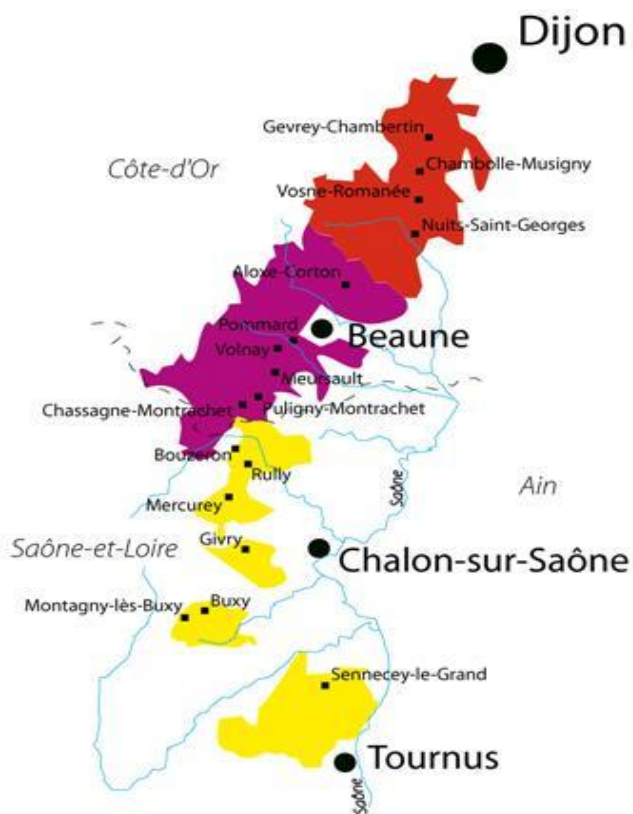 Dijon
Gevrey-Chambertin
Côte-d'Or
Chambolle-Musigny
Vosne-Romanée
Nuits-Saint-Georges
Aloxe-Corton
Pommard
Beaune
Volnay
Meursault
Chassagne-Montrachet
Puligny-Montrachet
Bouzeron
Rully
Saône
Ain
Mercurey
Givry
Saône-et-Loire
Chalon-sur-Saône
Montagny-lès-Buxy
Buxy
Sennecey-le-Grand
Tournus
Saône